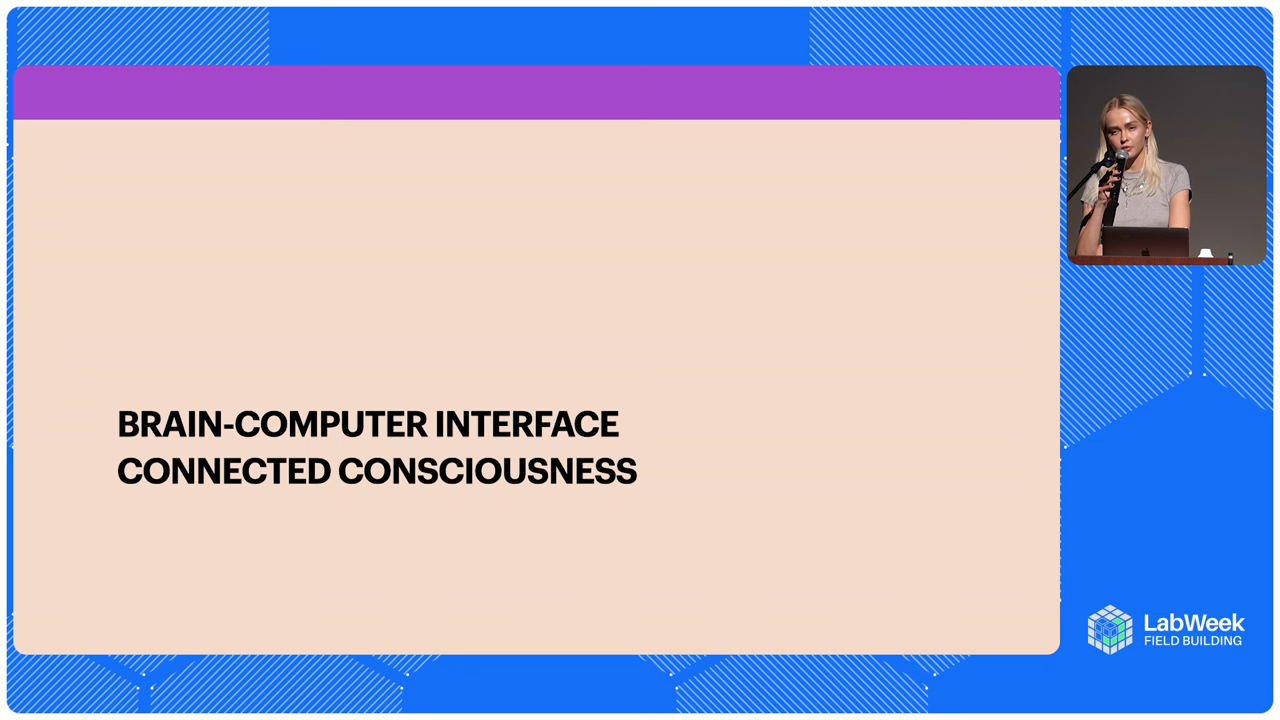 BRAIN-COMPUTER INTERFACE
CONNECTED CONSCIOUSNESS
LabWeek
FIELD BUILDING